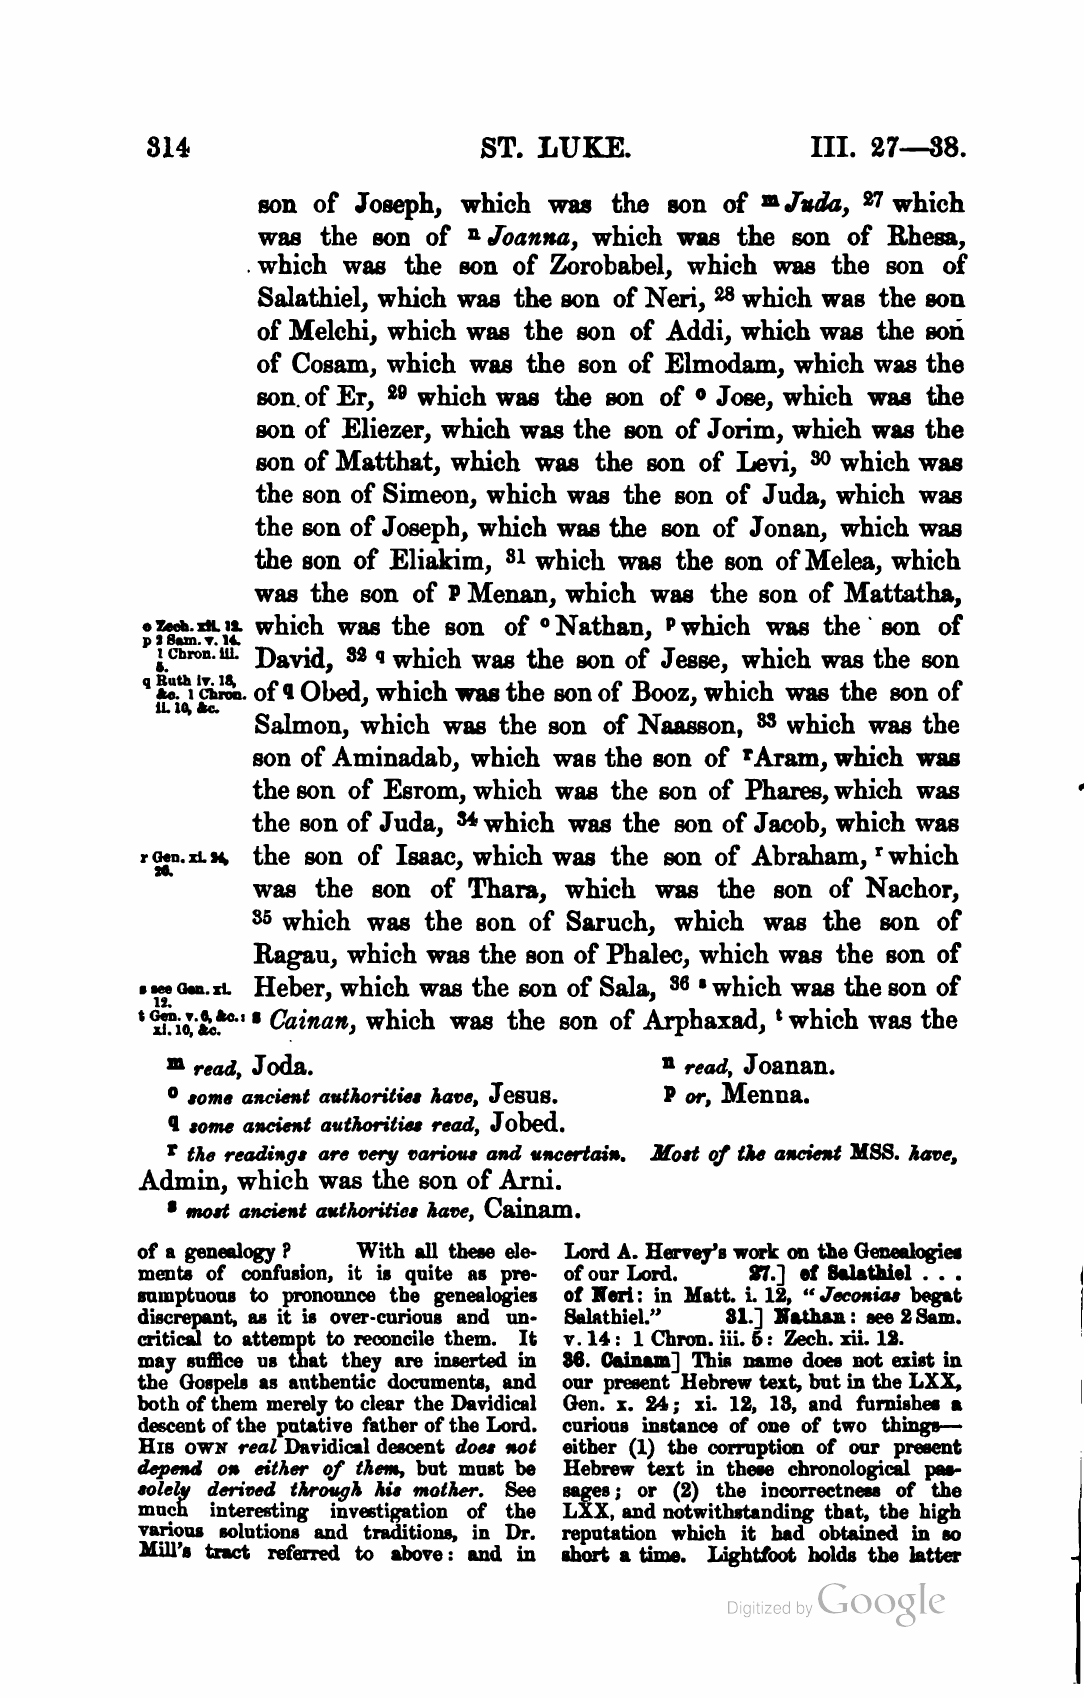 314 ST. LUKE. III. 27—38.
son of Joseph, which was the son of m Juda, 27 which
was the son of n Joanna, which was the son of Rhesa,
which was the son of Zorobabel, which was the son of
Salathiel, which was the son of Neri, 28 which was the son
of Melchi, which was the son of Addi, which was the son
of Cosam, which was the son of Elmodam, which was the
son of Er, 29 which was the son of o Jose, which was the
son of Eliezer, which was the son of Jorim, which was the
son of Matthat, which was the son of Levi, 30 which was
the son of Simeon, which was the son of Juda, which was
the son of Joseph, which was the son of Jonan, which was
the son of Eliakim, 31 which was the son of Melea, which
was the son of p Menan, which was the son of Mattatha,
which was the son of o Nathan, p which was the son of
David, 32 q which was the son of Jesse, which was the son
of q Obed, which was the son of Booz, which was the son of
Salmon, which was the son of Naasson, 33 which was the
son of Aminadab, which was the son of r Aram, which was
the son of Esrom, which was the son of Phares, which was
the son of Juda, 34 which was the son of Jacob, which was
the son of Isaac, which was the son of Abraham, r which
was the son of Thara, which was the son of Nachor,
35 which was the son of Saruch, which was the son of
Ragau, which was the son of Phalec, which was the son of
Heber, which was the son of Sala, 36 s which was the son of
s Cainan, which was the son of Arphaxad, t which was the
o Zech. xii. 12.
p 2 Sam. v. 14.
1 Chron. iii.
5.
q Ruth iv. 18,
&c. 1 Chron.
ii. 10, &c.
r Gen. xi. 24,
26.
s see Gen. xi.
12.
t Gen. v. 6, &c.:
xi. 10, &c.
m read, Joda. n read, Joanan.
o some ancient authorities have, Jesus. p or, Menna.
q some ancient authorities read, Jobed.
r the readings are very various and uncertain. Most of the ancient MSS. have,
Admin, which was the son of Arni.
s most ancient authorities have, Cainam.
of a genealogy? With all these ele-
ments of confusion, it is quite as pre-
sumptuous to pronounce the genealogies
discrepant, as it is over-curious and un-
critical to attempt to reconcile them. It
may suffice us that they are inserted in
the Gospels as authentic documents, and
both of them merely to clear the Davidical
descent of the putative father of the Lord.
HIS OWN real Davidical descent does not
depend on either of them, but must be
solely derived through his mother. See
much interesting investigation of the
various solutions and traditions, in Dr.
Mill's tract referred to above: and in
Lord A. Hervey's work on the Genealogies
of our Lord. 27.] of Salathiel . . .
of Neri: in Matt. i. 12, "Jeconias begat
Salathiel." 31.] Nathan: see 2 Sam.
v. 14: 1 Chron. iii. 5: Zech. xii. 12.
36. Cainam] This name does not exist in
our present Hebrew text, but in the LXX,
Gen. x. 24; xi. 12, 13, and furnishes a
curious instance of one of two things—
either (1) the corruption of our present
Hebrew text in these chronological pas-
sages; or (2) the incorrectness of the
LXX, and notwithstanding that, the high
reputation which it had obtained in so
short a time. Lightfoot holds the latter
Digitized by Google